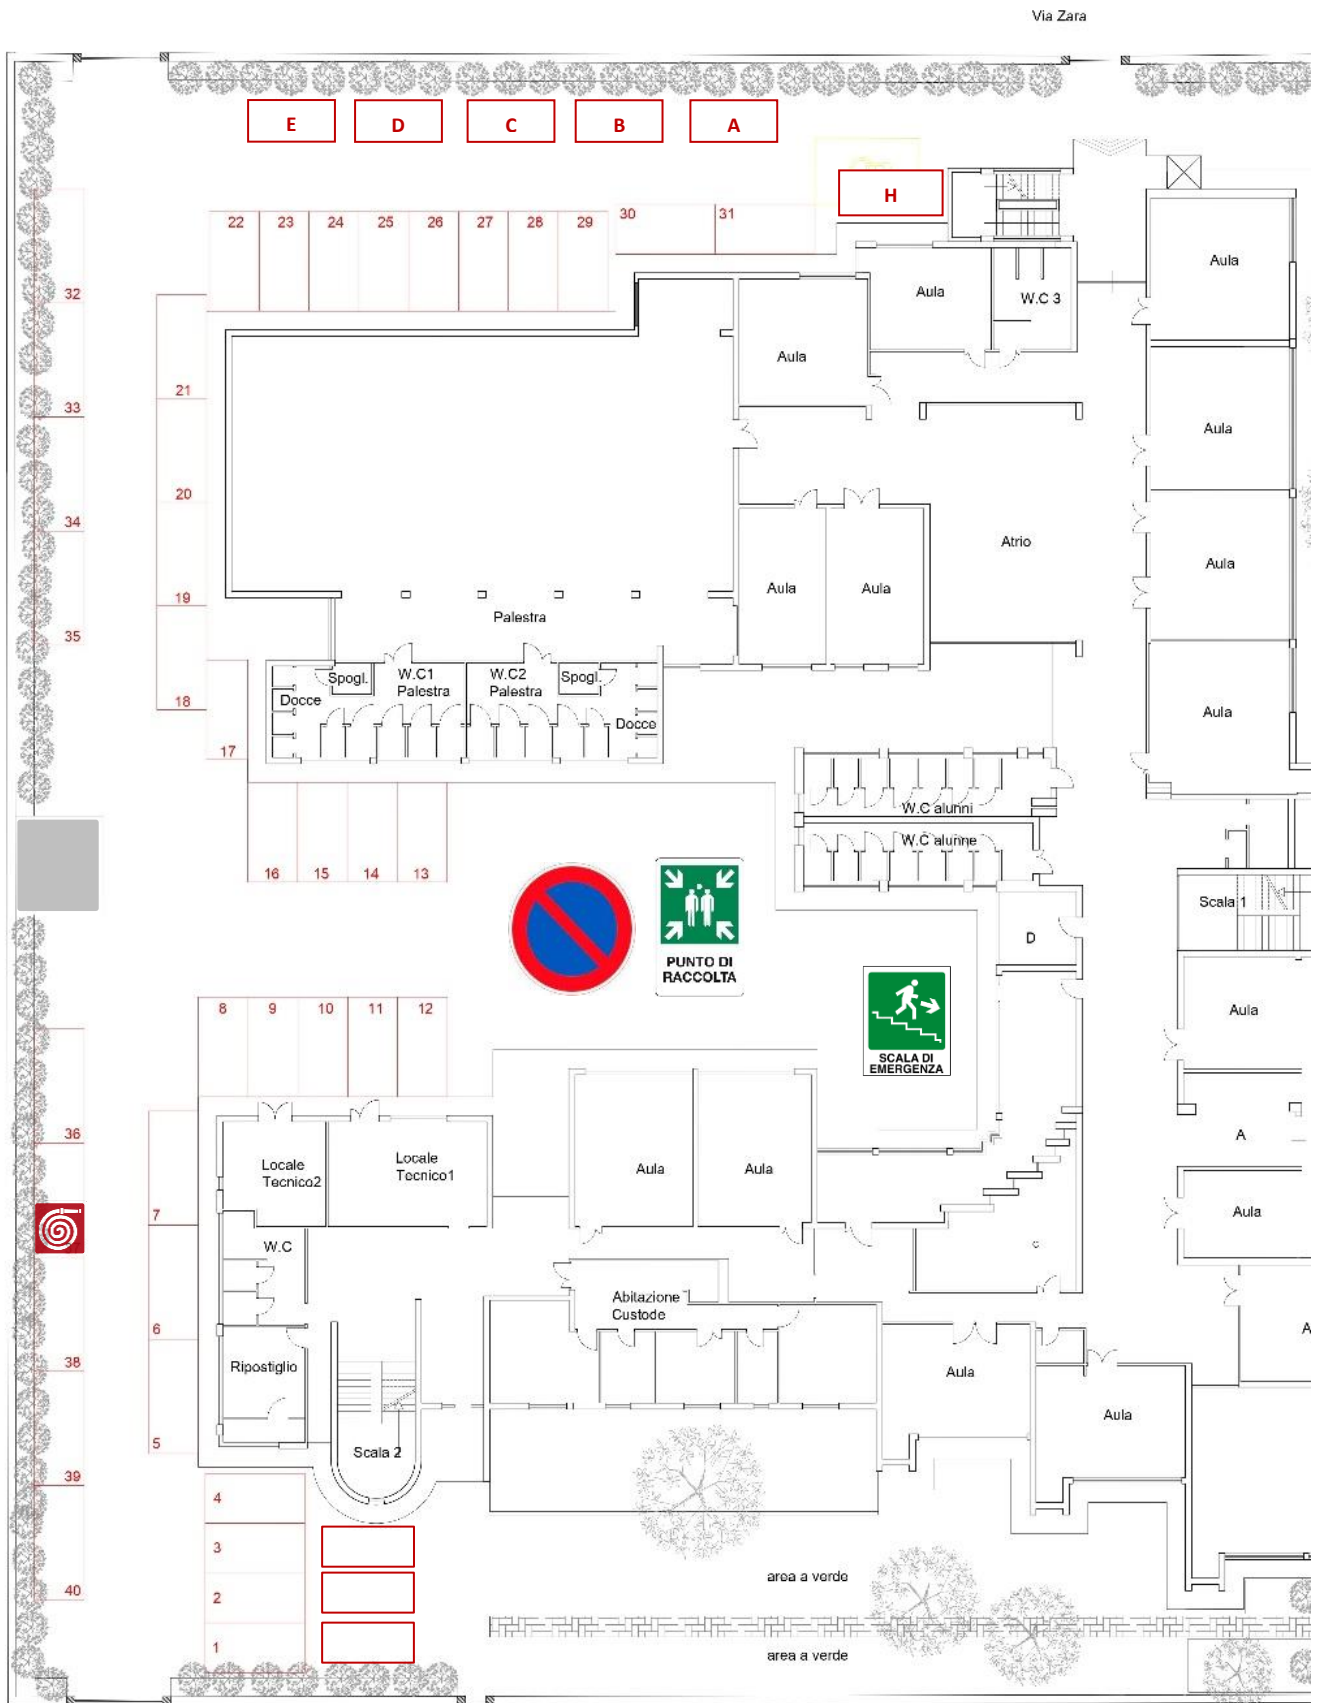 Via Zara
E D C B A
H
22 23 24 25 26 27 28 29 30 31
Aula
Aula
W.C 3
32
Aula
21
33
Aula
20
34
Atrio
Aula
19
Aula
Aula
Palestra
35
Spogl.
W.C1
Palestra
W.C2
Palestra
Spogl.
Docce
Docce
18
Aula
17
W.C alunni
W.C alunne
16 15 14 13
Scala 1
D
PUNTO DI
RACCOLTA
8 9 10 11 12
Aula
SCALA DI
EMERGENZA
36
A
Locale
Tecnico2
Locale
Tecnico1
Aula
Aula
7
Aula
W.C
C
Abitazione
Custode
6
A
38
Ripostiglio
Aula
Aula
5
Scala 2
39
4
3
area a verde
40
2
1
area a verde